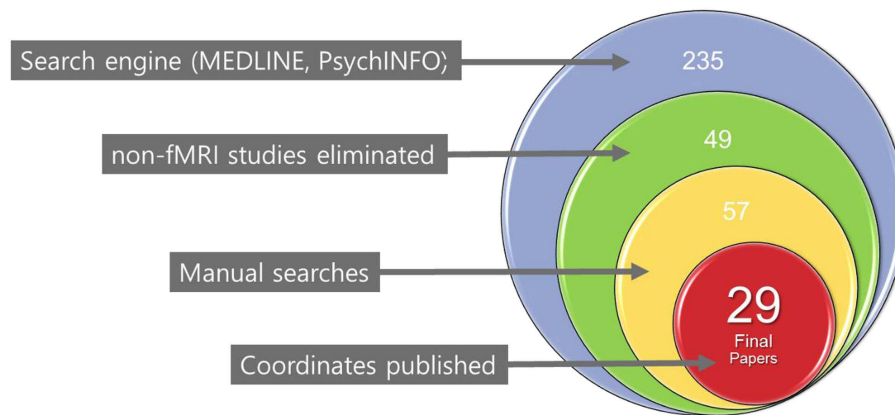 Search engine (MEDLINE, PsychINFO)
235
non-fMRI studies eliminated
49
57
Manual searches
29
Final
Papers
Coordinates published